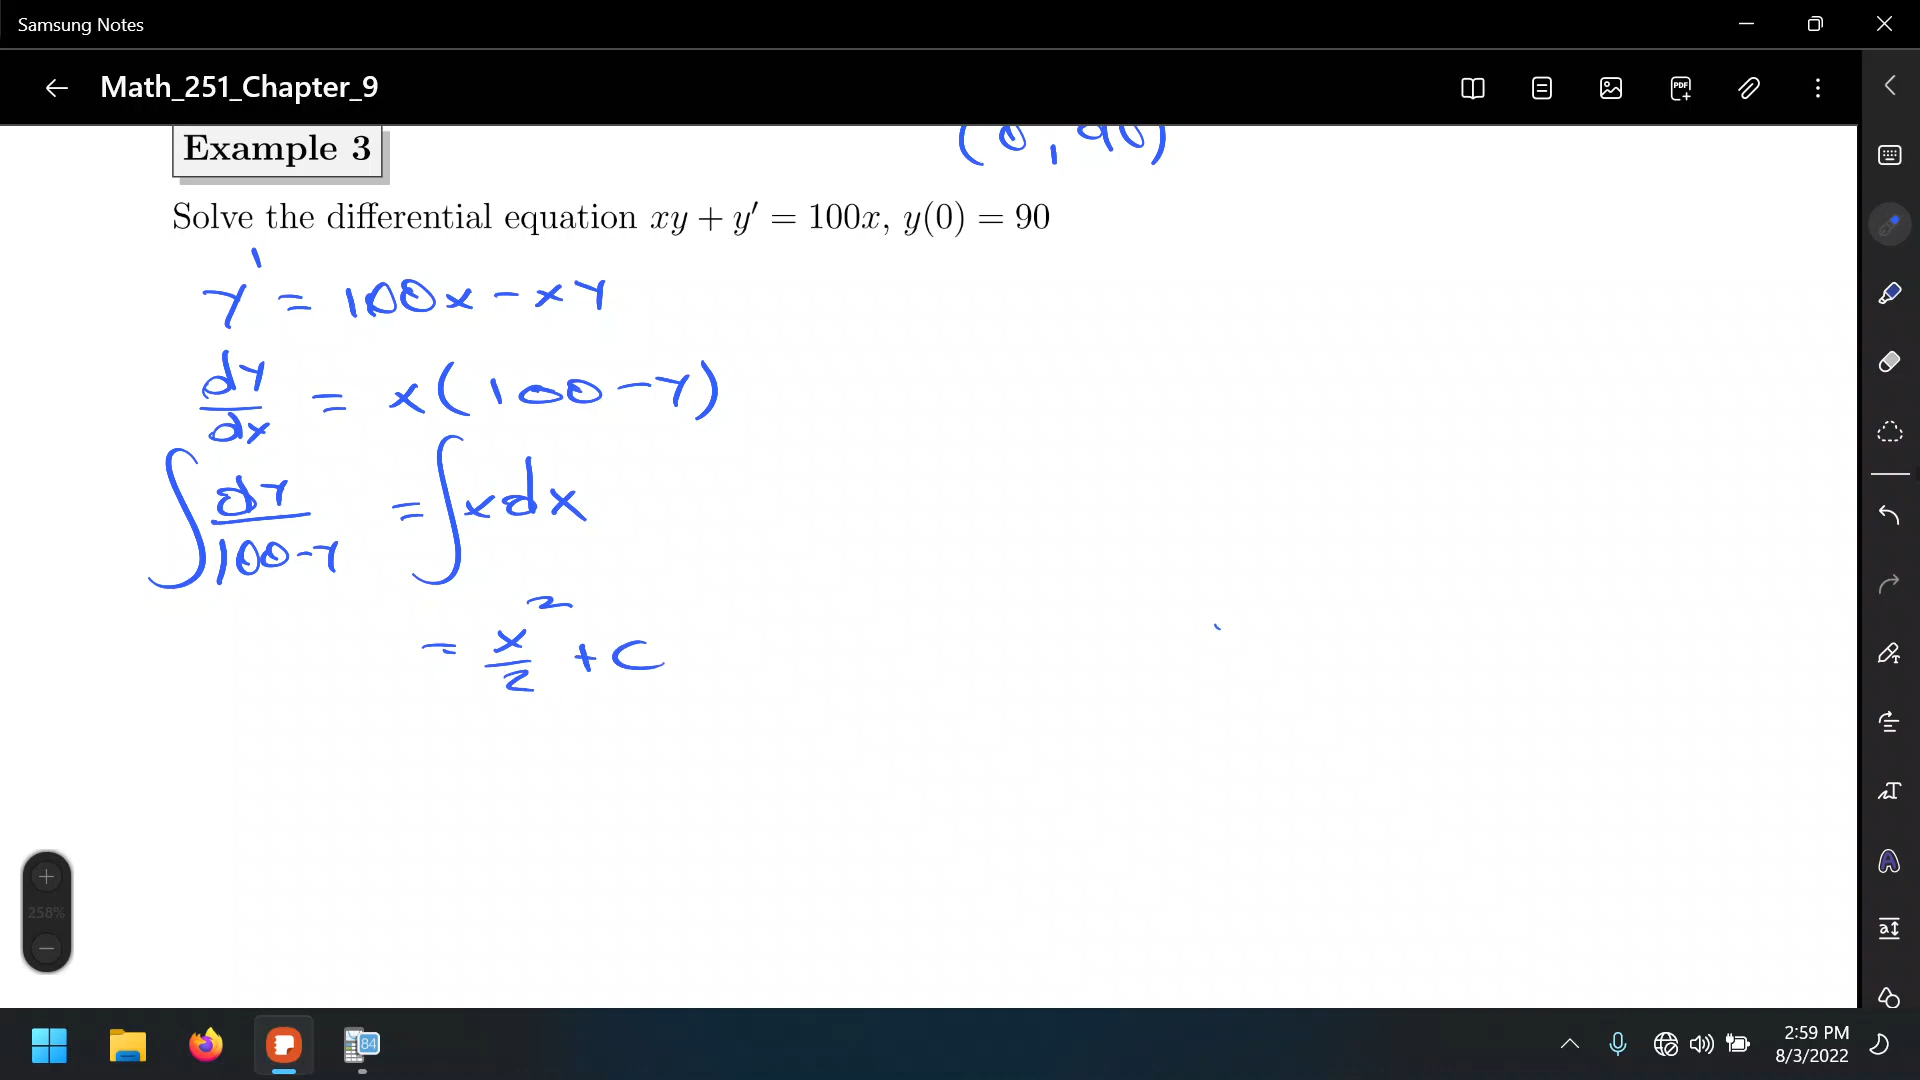 Samsung Notes
Math_251_Chapter_9
Example 3
(0, 90)
Solve the differential equation xy + y′ = 100x, y(0) = 90
y' = 100x - xy
dy/dx = x(100 - y)
∫ dy/100-y = ∫ x dx
= x²/2 + C
258%
84
2:59 PM
8/3/2022